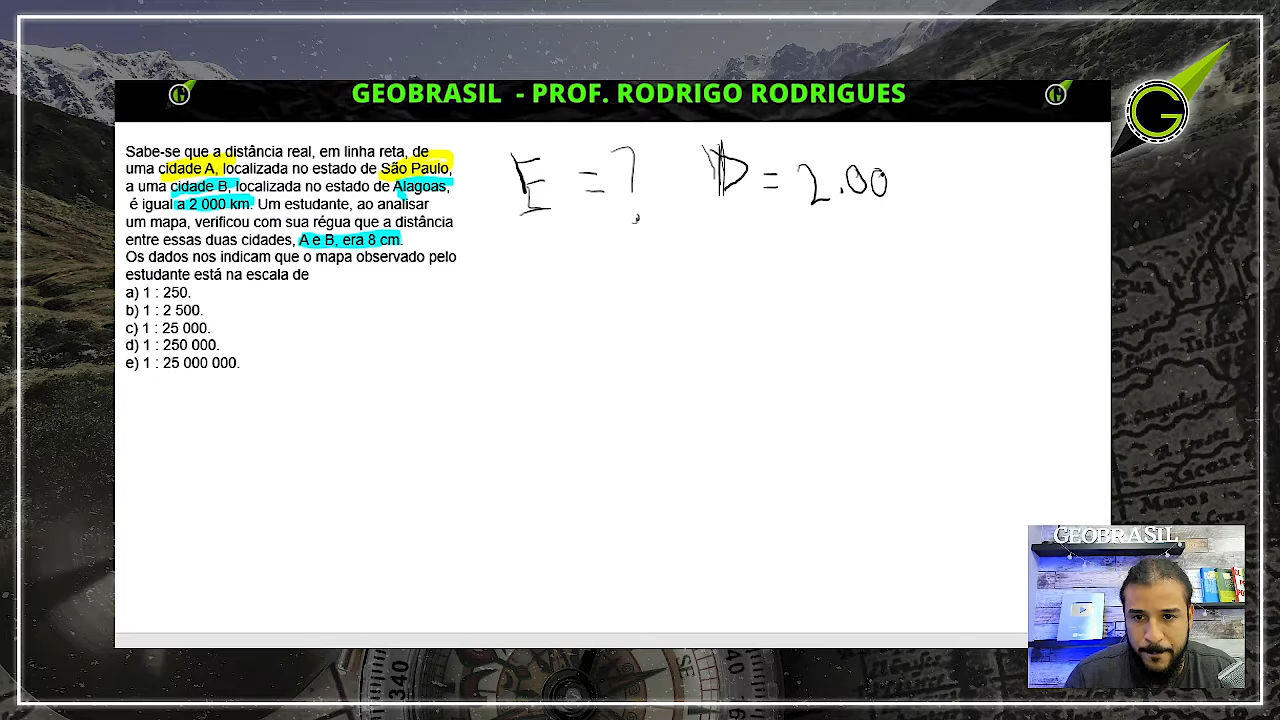 GEOBRASIL - PROF. RODRIGO RODRIGUES
Sabe-se que a distância real, em linha reta, de
uma cidade A, localizada no estado de São Paulo,
a uma cidade B, localizada no estado de Alagoas,
é igual a 2 000 km. Um estudante, ao analisar
um mapa, verificou com sua régua que a distância
entre essas duas cidades, A e B, era 8 cm.
Os dados nos indicam que o mapa observado pelo
estudante está na escala de
a) 1 : 250.
b) 1 : 2 500.
c) 1 : 25 000.
d) 1 : 250 000.
e) 1 : 25 000 000.
E = ? D = 2.00
GEOBRASIL
340
SE
40